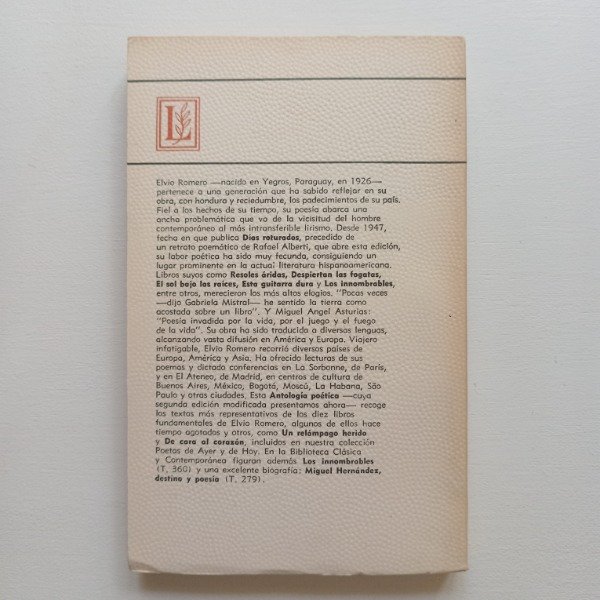 L
Elvio Romero —nacido en Yegros, Paraguay, en 1926—
pertenece a una generación que ha sabido reflejar en su
obra, con hondura y reciedumbre, los padecimientos de su país.
Fiel a los hechos de su tiempo, su poesía abarca una
ancha problemática que va de la vicisitud del hombre
contemporáneo al más intransferible lirismo. Desde 1947,
fecha en que publica Días roturados, precedido de
un retrato poemático de Rafael Alberti, que abre esta edición,
su labor poética ha sido muy fecunda, consiguiendo un
lugar prominente en la actual literatura hispanoamericana.
Libros suyos como Resoles áridos, Despiertan las fogatas,
El sol bajo las raíces, Esta guitarra dura y Los innombrables,
entre otros, merecieron los más altos elogios. "Pocas veces
—dijo Gabriela Mistral— he sentido la tierra como
acostada sobre un libro". Y Miguel Angel Asturias:
"Poesía invadida por la vida, por el juego y el fuego
de la vida". Su obra ha sido traducida a diversas lenguas,
alcanzando vasta difusión en América y Europa. Viajero
infatigable, Elvio Romero recorrió diversos países de
Europa, América y Asia. Ha ofrecido lecturas de sus
poemas y dictado conferencias en La Sorbonne, de París,
y en El Ateneo, de Madrid, en centros de cultura de
Buenos Aires, México, Bogotá, Moscú, La Habana, São
Paulo y otras ciudades. Esta Antología poética —cuya
segunda edición modificada presentamos ahora— recoge
los textos más representativos de los diez libros
fundamentales de Elvio Romero, algunos de ellos hace
tiempo agotados y otros, como Un relámpago herido
y De cara al corazón, incluidos en nuestra colección
Poetas de Ayer y de Hoy. En la Biblioteca Clásica
y Contemporánea figuran además Los innombrables
(T. 360) y una excelente biografía: Miguel Hernández,
destino y poesía (T. 279).